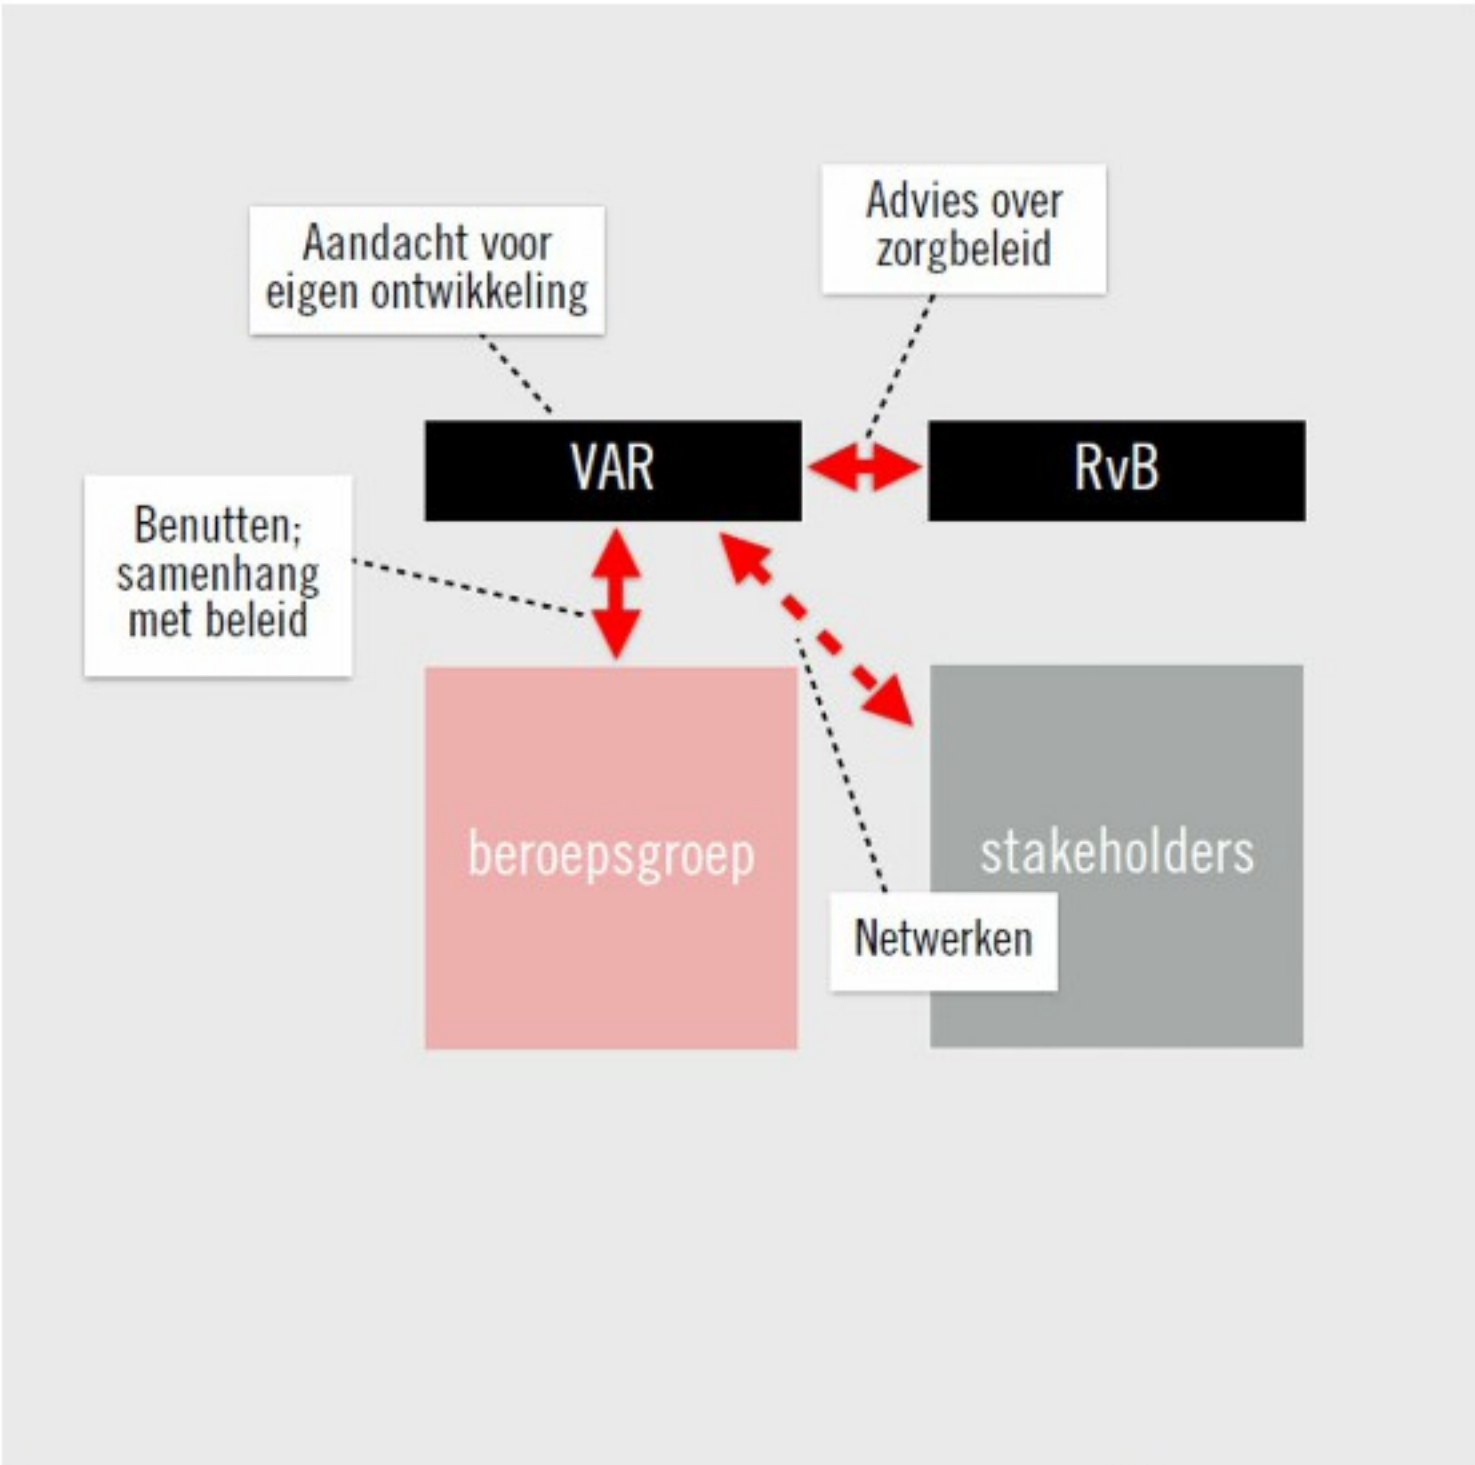 Advies over
zorgbeleid
Aandacht voor
eigen ontwikkeling
VAR
RvB
Benutten;
samenhang
met beleid
beroepsgroep
stakeholders
Netwerken